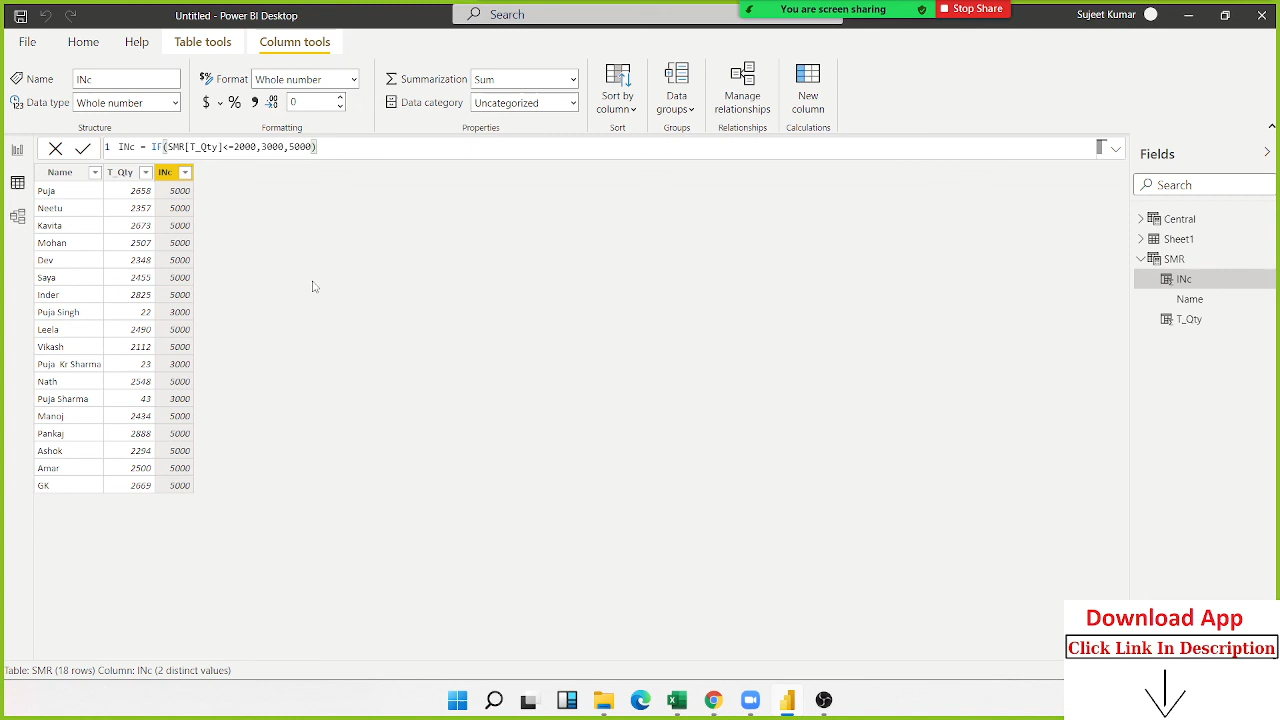 Untitled - Power BI Desktop
Search
You are screen sharing
Stop Share
Sujeet Kumar
File
Home
Help
Table tools
Column tools
Name
INc
Data type
Whole number
Structure
Format
Whole number
$
%
0
Formatting
Summarization
Sum
Data category
Uncategorized
Properties
Sort by column
Sort
Data groups
Groups
Manage relationships
Relationships
New column
Calculations
1 INc = IF(SMR[T_Qty]<=2000,3000,5000)
Name T_Qty INc
Puja 2658 5000
Neetu 2357 5000
Kavita 2673 5000
Mohan 2507 5000
Dev 2348 5000
Saya 2455 5000
Inder 2825 5000
Puja Singh 22 3000
Leela 2490 5000
Vikash 2112 5000
Puja Kr Sharma 23 3000
Nath 2548 5000
Puja Sharma 43 3000
Manoj 2434 5000
Pankaj 2888 5000
Ashok 2294 5000
Amar 2500 5000
GK 2669 5000
Fields
Search
Central
Sheet1
SMR
INc
Name
T_Qty
Table: SMR (18 rows) Column: INc (2 distinct values)
Download App
Click Link In Description